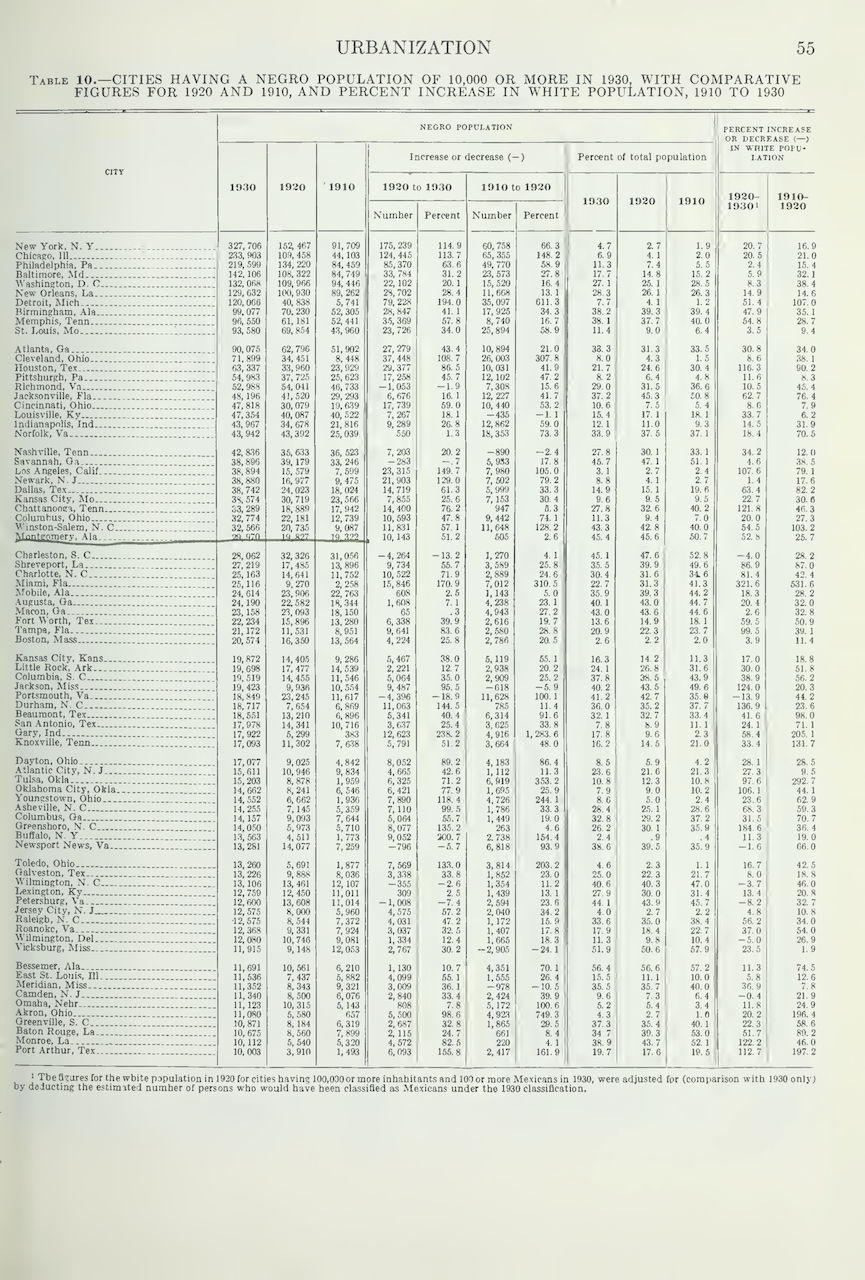 URBANIZATION 55
TABLE 10.—CITIES HAVING A NEGRO POPULATION OF 10,000 OR MORE IN 1930, WITH COMPARATIVE
FIGURES FOR 1920 AND 1910, AND PERCENT INCREASE IN WHITE POPULATION, 1910 TO 1930
CITY
NEGRO POPULATION
PERCENT INCREASE
OR DECREASE (—)
IN WHITE POPU-
LATION
Increase or decrease (—) Percent of total population
1930 1920 1910 1920 to 1930 1910 to 1920 1930 1920 1910 1920–1930¹ 1910–1920
Number Percent Number Percent
New York, N. Y. 327,706 152,467 91,709 175,239 114.9 60,758 66.3 4.7 2.7 1.9 20.7 16.9
Chicago, Ill. 233,903 109,458 44,103 124,445 113.7 65,355 148.2 6.9 4.1 2.0 20.5 21.0
Philadelphia, Pa. 219,599 134,220 84,459 85,370 63.6 49,770 58.9 11.3 7.4 5.5 2.4 15.4
Baltimore, Md. 142,106 108,322 84,749 33,784 31.2 23,573 27.8 17.7 14.8 15.2 5.9 32.1
Washington, D. C. 132,068 109,966 94,446 22,102 20.1 15,520 16.4 27.1 25.1 28.5 8.3 38.4
New Orleans, La. 129,632 100,930 89,262 28,702 28.4 11,668 13.1 28.3 26.1 26.3 14.9 14.6
Detroit, Mich. 120,066 40,838 5,741 79,228 194.0 35,097 611.3 7.7 4.1 1.2 51.4 107.0
Birmingham, Ala. 99,077 70,230 52,305 28,847 41.1 17,925 34.3 38.2 39.3 39.4 47.9 35.1
Memphis, Tenn. 96,550 61,181 52,441 35,369 57.8 8,740 16.7 38.1 37.7 40.0 54.8 28.7
St. Louis, Mo. 93,580 69,854 43,960 23,726 34.0 25,894 58.9 11.4 9.0 6.4 3.5 9.4
Atlanta, Ga. 90,075 62,796 51,902 27,279 43.4 10,894 21.0 33.3 31.3 33.5 30.8 34.0
Cleveland, Ohio 71,899 34,451 8,448 37,448 108.7 26,003 307.8 8.0 4.3 1.5 8.6 38.1
Houston, Tex. 63,337 33,960 23,929 29,377 86.5 10,031 41.9 21.7 24.6 30.4 116.3 90.2
Pittsburgh, Pa. 54,983 37,725 25,623 17,258 45.7 12,102 47.2 8.2 6.4 4.8 11.6 8.3
Richmond, Va. 52,988 54,041 46,733 —1,053 —1.9 7,308 15.6 29.0 31.5 36.6 10.5 45.4
Jacksonville, Fla. 48,196 41,520 29,293 6,676 16.1 12,227 41.7 37.2 45.3 50.8 62.7 76.4
Cincinnati, Ohio 47,818 30,079 19,639 17,739 59.0 10,440 53.2 10.6 7.5 5.4 8.6 7.9
Louisville, Ky. 47,354 40,087 40,522 7,267 18.1 —435 —1.1 15.4 17.1 18.1 33.7 6.2
Indianapolis, Ind. 43,967 34,678 21,816 9,289 26.8 12,862 59.0 12.1 11.0 9.3 14.5 31.9
Norfolk, Va. 43,942 43,392 25,039 550 1.3 18,353 73.3 33.9 37.5 37.1 18.4 70.5
Nashville, Tenn. 42,836 35,633 36,523 7,203 20.2 —890 —2.4 27.8 30.1 33.1 34.2 12.0
Savannah, Ga. 38,896 39,179 33,246 —283 —.7 5,933 17.8 45.7 47.1 51.1 4.6 38.5
Los Angeles, Calif. 38,894 15,579 7,599 23,315 149.7 7,980 105.0 3.1 2.7 2.4 107.6 79.1
Newark, N. J. 38,880 16,977 9,475 21,903 129.0 7,502 79.2 8.8 4.1 2.7 1.4 17.6
Dallas, Tex. 38,742 24,023 18,024 14,719 61.3 5,999 33.3 14.9 15.1 19.6 63.4 82.2
Kansas City, Mo. 38,574 30,719 23,566 7,855 25.6 7,153 30.4 9.6 9.5 9.5 22.7 30.6
Chattanooga, Tenn. 33,289 18,889 17,942 14,400 76.2 947 5.3 27.8 32.6 40.2 121.8 46.3
Columbus, Ohio 32,774 22,181 12,739 10,593 47.8 9,442 74.1 11.3 9.4 7.0 20.0 27.3
Winston-Salem, N. C. 32,566 20,735 9,087 11,831 57.1 11,648 128.2 43.3 42.8 40.0 54.5 103.2
Montgomery, Ala. 29,970 19,827 19,322 10,143 51.2 505 2.6 45.4 45.6 50.7 52.8 25.7
Charleston, S. C. 28,062 32,326 31,056 —4,264 —13.2 1,270 4.1 45.1 47.6 52.8 —4.0 28.2
Shreveport, La. 27,219 17,485 13,896 9,734 55.7 3,589 25.8 35.5 39.9 49.6 86.9 87.0
Charlotte, N. C. 25,163 14,641 11,752 10,522 71.9 2,889 24.6 30.4 31.6 34.6 81.4 42.4
Miami, Fla. 25,116 9,270 2,258 15,846 170.9 7,012 310.5 22.7 31.3 41.3 321.6 531.6
Mobile, Ala. 24,614 23,906 22,763 608 2.5 1,143 5.0 35.9 39.3 44.2 18.3 28.2
Augusta, Ga. 24,190 22,582 18,344 1,608 7.1 4,238 23.1 40.1 43.0 44.7 20.4 32.0
Macon, Ga. 23,158 23,093 18,150 65 .3 4,943 27.2 43.0 43.6 44.6 2.6 32.8
Fort Worth, Tex. 22,234 15,896 13,280 6,338 39.9 2,616 19.7 13.6 14.9 18.1 59.5 50.9
Tampa, Fla. 21,172 11,531 8,951 9,641 83.6 2,580 28.8 20.9 22.3 23.7 99.5 39.1
Boston, Mass. 20,574 16,350 13,564 4,224 25.8 2,786 20.5 2.6 2.2 2.0 3.9 11.4
Kansas City, Kans. 19,872 14,405 9,286 5,467 38.0 5,119 55.1 16.3 14.2 11.3 17.0 18.8
Little Rock, Ark. 19,698 17,477 14,539 2,221 12.7 2,938 20.2 24.1 26.8 31.6 30.0 51.8
Columbia, S. C. 19,519 14,455 11,546 5,064 35.0 2,909 25.2 37.8 38.5 43.9 38.9 56.2
Jackson, Miss. 19,423 9,936 10,554 9,487 95.5 —618 —5.9 40.2 43.5 49.6 124.0 20.3
Portsmouth, Va. 18,849 23,245 11,617 —4,396 —18.9 11,628 100.1 41.2 42.7 35.0 —13.9 44.2
Durham, N. C. 18,717 7,654 6,869 11,063 144.5 785 11.4 36.0 35.2 37.7 136.9 23.6
Beaumont, Tex. 18,551 13,210 6,896 5,341 40.4 6,314 91.6 32.1 32.7 33.4 41.6 98.0
San Antonio, Tex. 17,978 14,341 10,716 3,637 25.4 3,625 33.8 7.8 8.9 11.1 24.1 71.1
Gary, Ind. 17,922 5,299 383 12,623 238.2 4,916 1,283.6 17.8 9.6 2.3 58.4 205.1
Knoxville, Tenn. 17,093 11,302 7,638 5,791 51.2 3,664 48.0 16.2 14.5 21.0 33.4 131.7
Dayton, Ohio 17,077 9,025 4,842 8,052 89.2 4,183 86.4 8.5 5.9 4.2 28.1 28.5
Atlantic City, N. J. 15,611 10,946 9,834 4,665 42.6 1,112 11.3 23.6 21.6 21.3 27.3 9.5
Tulsa, Okla. 15,203 8,878 1,959 6,325 71.2 6,919 353.2 10.8 12.3 10.8 97.6 292.7
Oklahoma City, Okla. 14,662 8,241 6,546 6,421 77.9 1,695 25.9 7.9 9.0 10.2 106.1 44.1
Youngstown, Ohio 14,552 6,662 1,936 7,890 118.4 4,726 244.1 8.6 5.0 2.4 23.6 62.9
Asheville, N. C. 14,255 7,145 5,359 7,110 99.5 1,786 33.3 28.4 25.1 28.6 68.3 59.3
Columbus, Ga. 14,157 9,093 7,644 5,064 55.7 1,449 19.0 32.8 29.2 37.2 31.5 70.7
Greensboro, N. C. 14,050 5,973 5,710 8,077 135.2 263 4.6 26.2 30.1 35.9 184.6 36.4
Buffalo, N. Y. 13,563 4,511 1,773 9,052 200.7 2,738 154.4 2.4 .9 .4 11.3 19.0
Newsport News, Va. 13,281 14,077 7,259 —796 —5.7 6,818 93.9 38.6 39.5 35.9 —1.6 66.0
Toledo, Ohio 13,260 5,691 1,877 7,569 133.0 3,814 203.2 4.6 2.3 1.1 16.7 42.5
Galveston, Tex. 13,226 9,888 8,036 3,338 33.8 1,852 23.0 25.0 22.3 21.7 8.0 18.8
Wilmington, N. C. 13,106 13,461 12,107 —355 —2.6 1,354 11.2 40.6 40.3 47.0 —3.7 46.0
Lexington, Ky. 12,759 12,450 11,011 309 2.5 1,439 13.1 27.9 30.0 31.4 13.4 20.8
Petersburg, Va. 12,600 13,608 11,014 —1,008 —7.4 2,594 23.6 44.1 43.9 45.7 —8.2 32.7
Jersey City, N. J. 12,575 8,000 5,960 4,575 57.2 2,040 34.2 4.0 2.7 2.2 4.8 10.8
Raleigh, N. C. 12,575 8,544 7,372 4,031 47.2 1,172 15.9 33.6 35.0 38.4 56.2 34.0
Roanoke, Va. 12,368 9,331 7,924 3,037 32.5 1,407 17.8 17.9 18.4 22.7 37.0 54.0
Wilmington, Del. 12,080 10,746 9,081 1,334 12.4 1,665 18.3 11.3 9.8 10.4 —5.0 26.9
Vicksburg, Miss. 11,915 9,148 12,053 2,767 30.2 —2,905 —24.1 51.9 50.6 57.9 23.5 1.9
Bessemer, Ala. 11,691 10,561 6,210 1,130 10.7 4,351 70.1 56.4 56.6 57.2 11.3 74.5
East St. Louis, Ill. 11,536 7,437 5,882 4,099 55.1 1,555 26.4 15.5 11.1 10.0 5.8 12.6
Meridian, Miss. 11,352 8,343 9,321 3,009 36.1 —978 —10.5 35.5 35.7 40.0 36.9 7.8
Camden, N. J. 11,340 8,500 6,076 2,840 33.4 2,424 39.9 9.6 7.3 6.4 —0.4 21.9
Omaha, Nebr. 11,123 10,315 5,143 808 7.8 5,172 100.6 5.2 5.4 3.4 11.8 24.9
Akron, Ohio 11,080 5,580 657 5,500 98.6 4,923 749.3 4.3 2.7 1.0 20.2 196.4
Greenville, S. C. 10,871 8,184 6,319 2,687 32.8 1,865 29.5 37.3 35.4 40.1 22.3 58.6
Baton Rouge, La. 10,675 8,560 7,899 2,115 24.7 661 8.4 34.7 39.3 53.0 51.7 89.2
Monroe, La. 10,112 5,540 5,320 4,572 82.5 220 4.1 38.9 43.7 52.1 122.2 46.0
Port Arthur, Tex. 10,003 3,910 1,493 6,093 155.8 2,417 161.9 19.7 17.6 19.5 112.7 197.2
¹ The figures for the white population in 1920 for cities having 100,000 or more inhabitants and 100 or more Mexicans in 1930, were adjusted for (comparison with 1930 only)
by deducting the estimated number of persons who would have been classified as Mexicans under the 1930 classification.